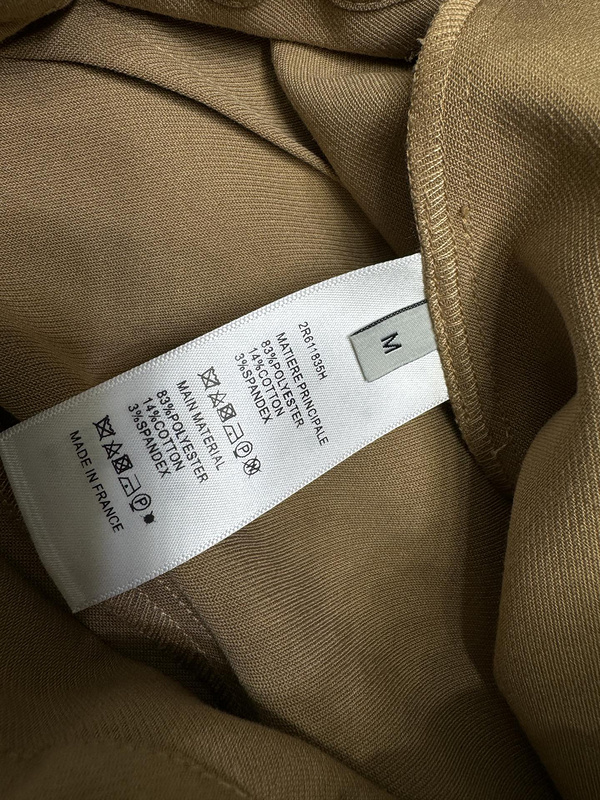 M
2R611836H
MATIERE PRINCIPALE
83%POLYESTER
14%COTTON
3%SPANDEX
MAIN MATERIAL
83%POLYESTER
14%COTTON
3%SPANDEX
MADE IN FRANCE